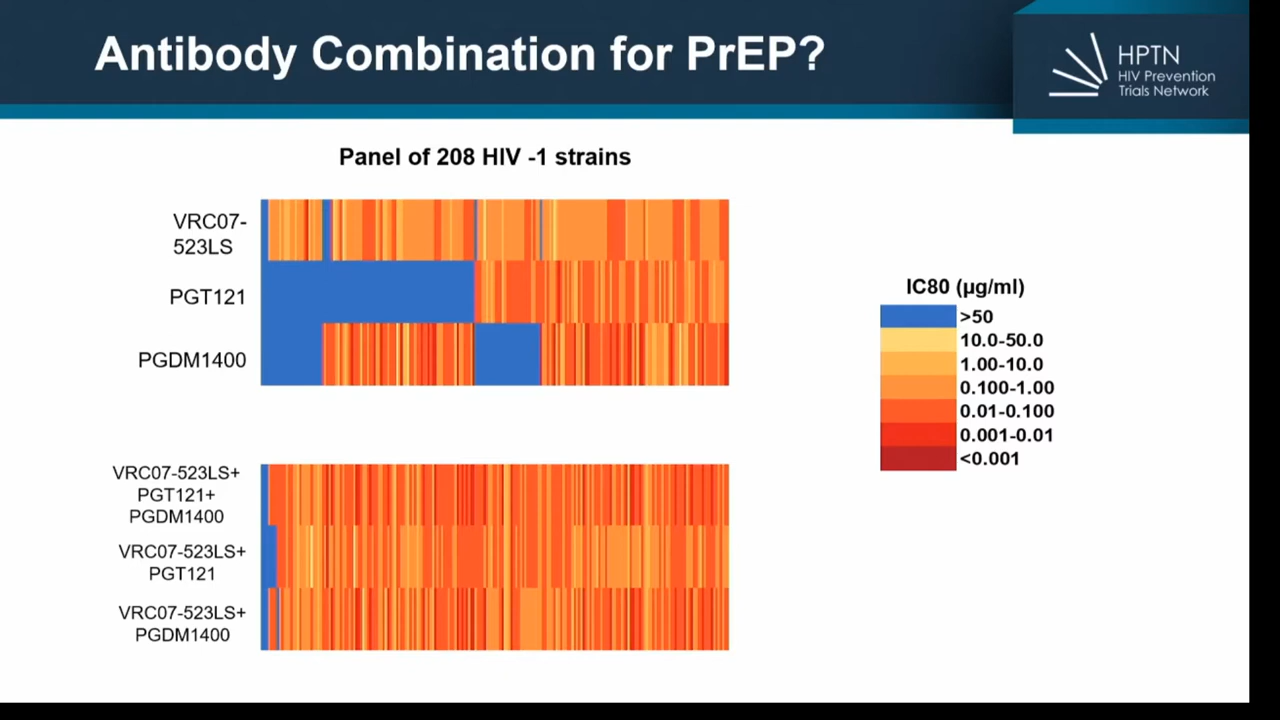 Antibody Combination for PrEP?
HPTN
HIV Prevention
Trials Network
Panel of 208 HIV -1 strains
VRC07-
523LS
PGT121
PGDM1400
IC80 (µg/ml)
>50
10.0-50.0
1.00-10.0
0.100-1.00
0.01-0.100
0.001-0.01
<0.001
VRC07-523LS+
PGT121+
PGDM1400
VRC07-523LS+
PGT121
VRC07-523LS+
PGDM1400